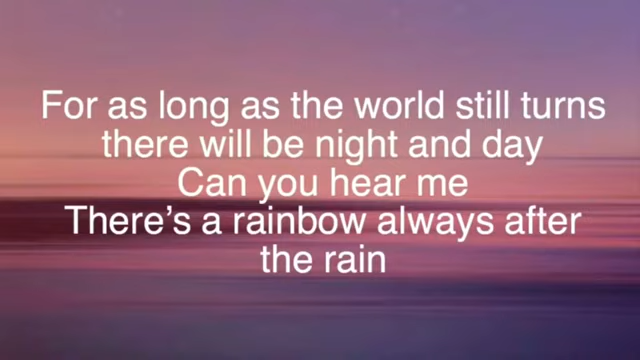 For as long as the world still turns
there will be night and day
Can you hear me
There's a rainbow always after
the rain